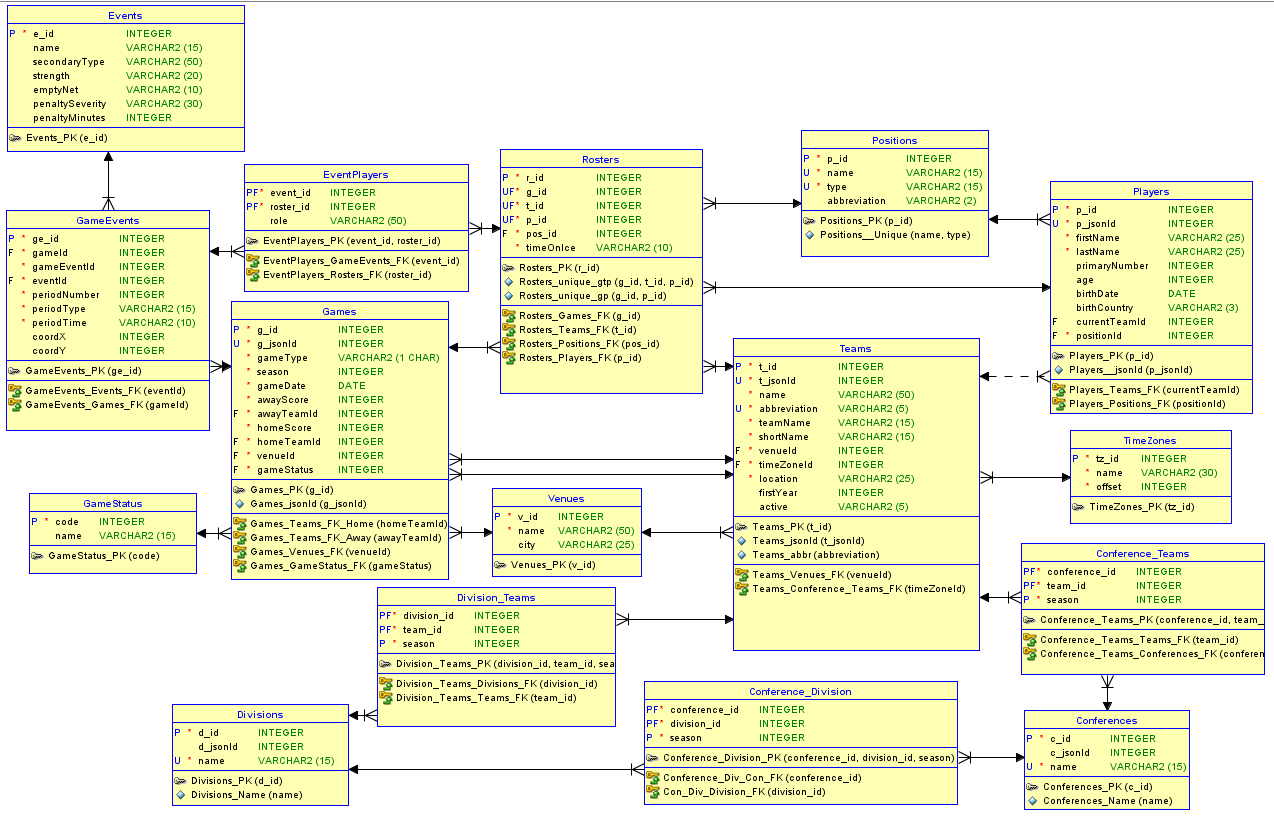 Events
P * e_id INTEGER
name VARCHAR2 (15)
secondaryType VARCHAR2 (50)
strength VARCHAR2 (20)
emptyNet VARCHAR2 (10)
penaltySeverity VARCHAR2 (30)
penaltyMinutes INTEGER
Events_PK (e_id)
EventPlayers
PF* event_id INTEGER
PF* roster_id INTEGER
role VARCHAR2 (50)
EventPlayers_PK (event_id, roster_id)
EventPlayers_GameEvents_FK (event_id)
EventPlayers_Rosters_FK (roster_id)
Rosters
P * r_id INTEGER
UF* g_id INTEGER
UF* t_id INTEGER
UF* p_id INTEGER
F * pos_id INTEGER
* timeOnIce VARCHAR2 (10)
Rosters_PK (r_id)
Rosters_unique_gtp (g_id, t_id, p_id)
Rosters_unique_gp (g_id, p_id)
Rosters_Games_FK (g_id)
Rosters_Teams_FK (t_id)
Rosters_Positions_FK (pos_id)
Rosters_Players_FK (p_id)
Positions
P * p_id INTEGER
U * name VARCHAR2 (15)
U * type VARCHAR2 (15)
abbreviation VARCHAR2 (2)
Positions_PK (p_id)
Positions__Unique (name, type)
Players
P * p_id INTEGER
U * p_jsonId INTEGER
* firstName VARCHAR2 (25)
* lastName VARCHAR2 (25)
primaryNumber INTEGER
age INTEGER
birthDate DATE
birthCountry VARCHAR2 (3)
F currentTeamId INTEGER
F * positionId INTEGER
Players_PK (p_id)
Players__jsonId (p_jsonId)
Players_Teams_FK (currentTeamId)
Players_Positions_FK (positionId)
GameEvents
P * ge_id INTEGER
F * gameId INTEGER
* gameEventId INTEGER
F * eventId INTEGER
* periodNumber INTEGER
* periodType VARCHAR2 (15)
* periodTime VARCHAR2 (10)
coordX INTEGER
coordY INTEGER
GameEvents_PK (ge_id)
GameEvents_Events_FK (eventId)
GameEvents_Games_FK (gameId)
Games
P * g_id INTEGER
U * g_jsonId INTEGER
* gameType VARCHAR2 (1 CHAR)
* season INTEGER
* gameDate DATE
* awayScore INTEGER
F * awayTeamId INTEGER
* homeScore INTEGER
F * homeTeamId INTEGER
F * venueId INTEGER
F * gameStatus INTEGER
Games_PK (g_id)
Games_jsonId (g_jsonId)
Games_Teams_FK_Home (homeTeamId)
Games_Teams_FK_Away (awayTeamId)
Games_Venues_FK (venueId)
Games_GameStatus_FK (gameStatus)
Teams
P * t_id INTEGER
U * t_jsonId INTEGER
* name VARCHAR2 (50)
U * abbreviation VARCHAR2 (5)
* teamName VARCHAR2 (15)
* shortName VARCHAR2 (15)
F * venueId INTEGER
F * timeZoneId INTEGER
* location VARCHAR2 (25)
firstYear INTEGER
active VARCHAR2 (5)
Teams_PK (t_id)
Teams_jsonId (t_jsonId)
Teams_abbr (abbreviation)
Teams_Venues_FK (venueId)
Teams_Conference_Teams_FK (timeZoneId)
TimeZones
P * tz_id INTEGER
* name VARCHAR2 (30)
* offset INTEGER
TimeZones_PK (tz_id)
GameStatus
P * code INTEGER
name VARCHAR2 (15)
GameStatus_PK (code)
Venues
P * v_id INTEGER
* name VARCHAR2 (50)
city VARCHAR2 (25)
Venues_PK (v_id)
Conference_Teams
PF* conference_id INTEGER
PF* team_id INTEGER
P * season INTEGER
Conference_Teams_PK (conference_id, team_
Conference_Teams_Teams_FK (team_id)
Conference_Teams_Conferences_FK (conferen
Division_Teams
PF* division_id INTEGER
PF* team_id INTEGER
P * season INTEGER
Division_Teams_PK (division_id, team_id, sea
Division_Teams_Divisions_FK (division_id)
Division_Teams_Teams_FK (team_id)
Conference_Division
PF* conference_id INTEGER
PF* division_id INTEGER
P * season INTEGER
Conference_Division_PK (conference_id, division_id, season)
Conference_Div_Con_FK (conference_id)
Con_Div_Division_FK (division_id)
Divisions
P * d_id INTEGER
d_jsonId INTEGER
U * name VARCHAR2 (15)
Divisions_PK (d_id)
Divisions_Name (name)
Conferences
P * c_id INTEGER
c_jsonId INTEGER
U * name VARCHAR2 (15)
Conferences_PK (c_id)
Conferences_Name (name)